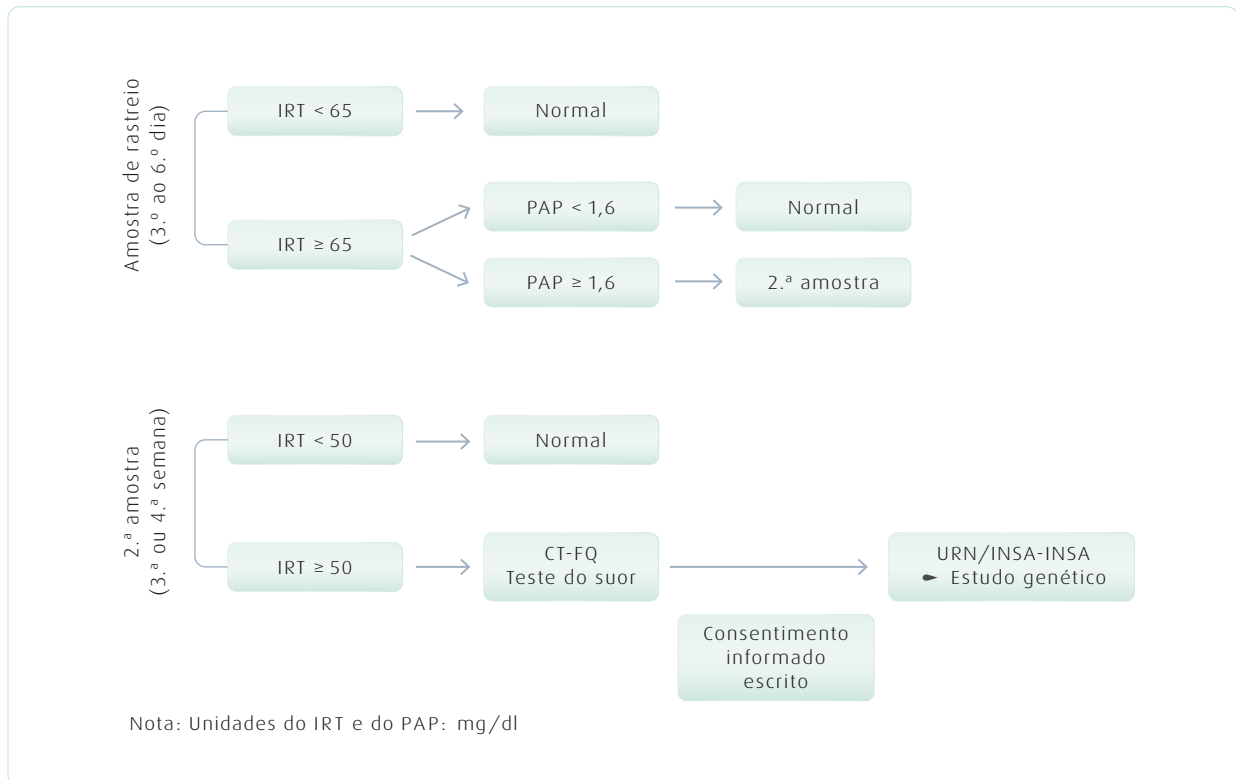 Amostra de rastreio
(3.º ao 6.º dia)
IRT < 65
Normal
IRT ≥ 65
PAP < 1,6
Normal
PAP ≥ 1,6
2.ª amostra
2.ª amostra
(3.ª ou 4.ª semana)
IRT < 50
Normal
IRT ≥ 50
CT-FQ
Teste do suor
URN/INSA-INSA
Estudo genético
Consentimento
informado
escrito
Nota: Unidades do IRT e do PAP: mg/dl